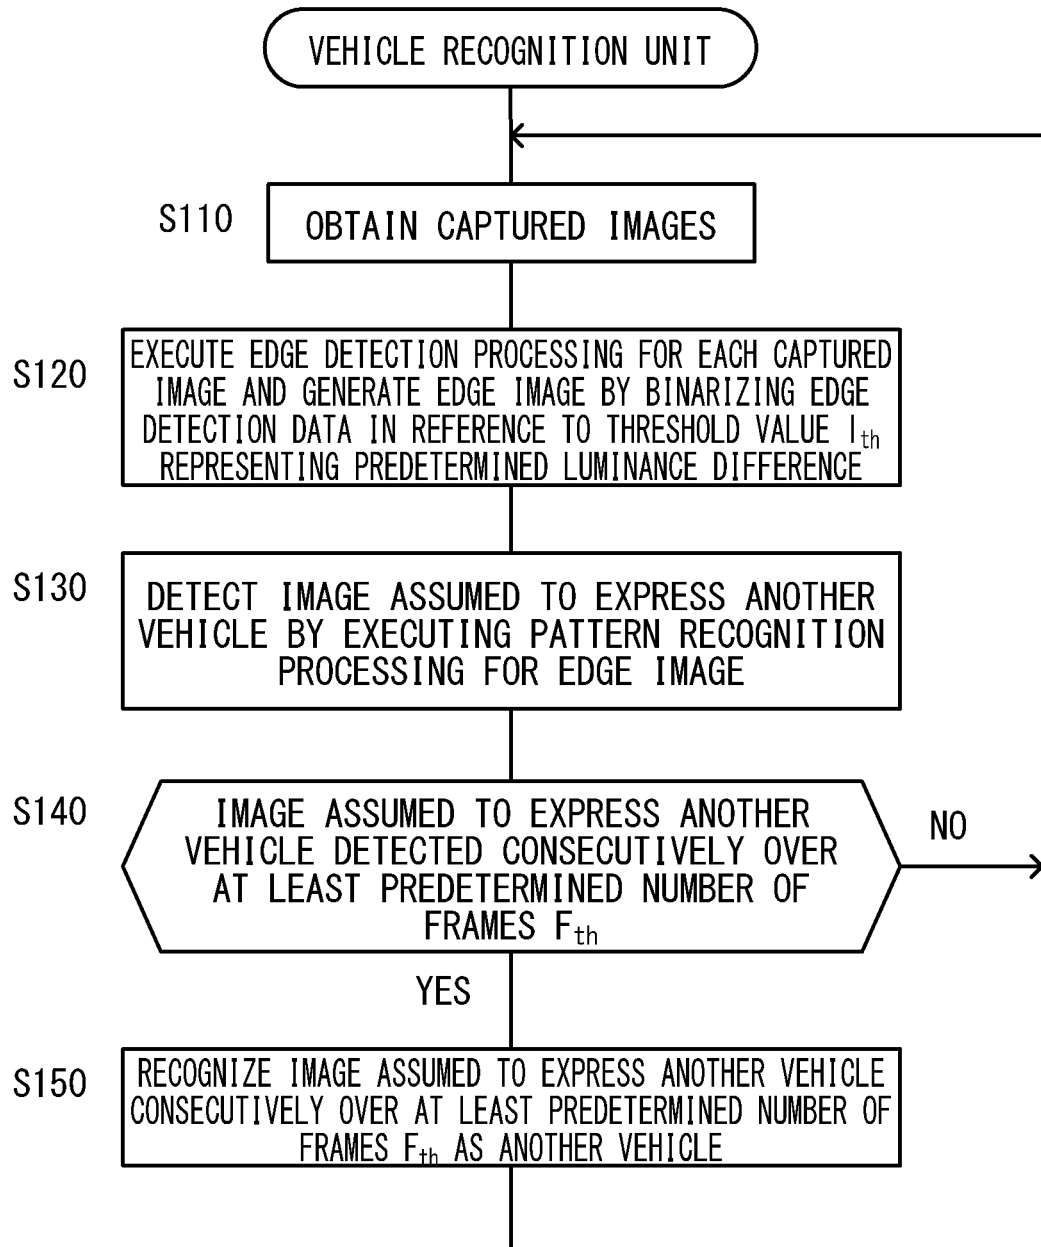 VEHICLE RECOGNITION UNIT
S110
OBTAIN CAPTURED IMAGES
S120
EXECUTE EDGE DETECTION PROCESSING FOR EACH CAPTURED
IMAGE AND GENERATE EDGE IMAGE BY BINARIZING EDGE
DETECTION DATA IN REFERENCE TO THRESHOLD VALUE Ith
REPRESENTING PREDETERMINED LUMINANCE DIFFERENCE
S130
DETECT IMAGE ASSUMED TO EXPRESS ANOTHER
VEHICLE BY EXECUTING PATTERN RECOGNITION
PROCESSING FOR EDGE IMAGE
S140
IMAGE ASSUMED TO EXPRESS ANOTHER
VEHICLE DETECTED CONSECUTIVELY OVER
AT LEAST PREDETERMINED NUMBER OF
FRAMES Fth
NO
YES
S150
RECOGNIZE IMAGE ASSUMED TO EXPRESS ANOTHER VEHICLE
CONSECUTIVELY OVER AT LEAST PREDETERMINED NUMBER OF
FRAMES Fth AS ANOTHER VEHICLE